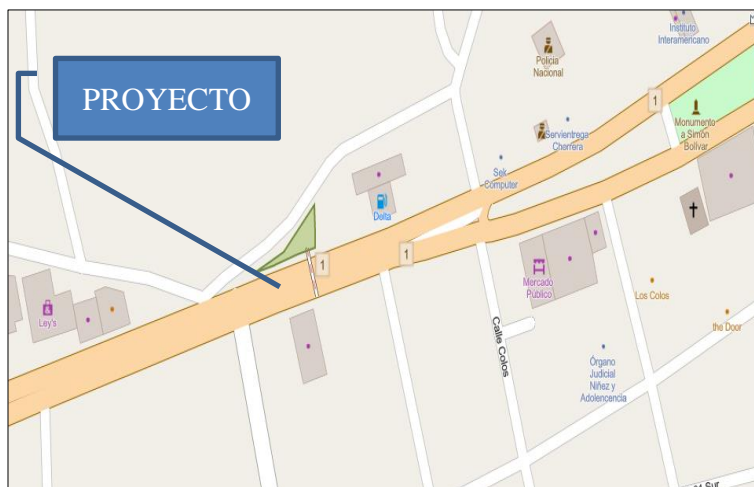 Instituto
Interamericano
Policía
Nacional
PROYECTO
1
Monumento
a Simón
Bolívar
Servientrega
Cherrera
Sek
Computer
Delta
1
1
Mercado
Público
Los Colos
the Door
Ley's
Calle Colos
Órgano
Judicial
Niñez y
Adolencencia
Sur